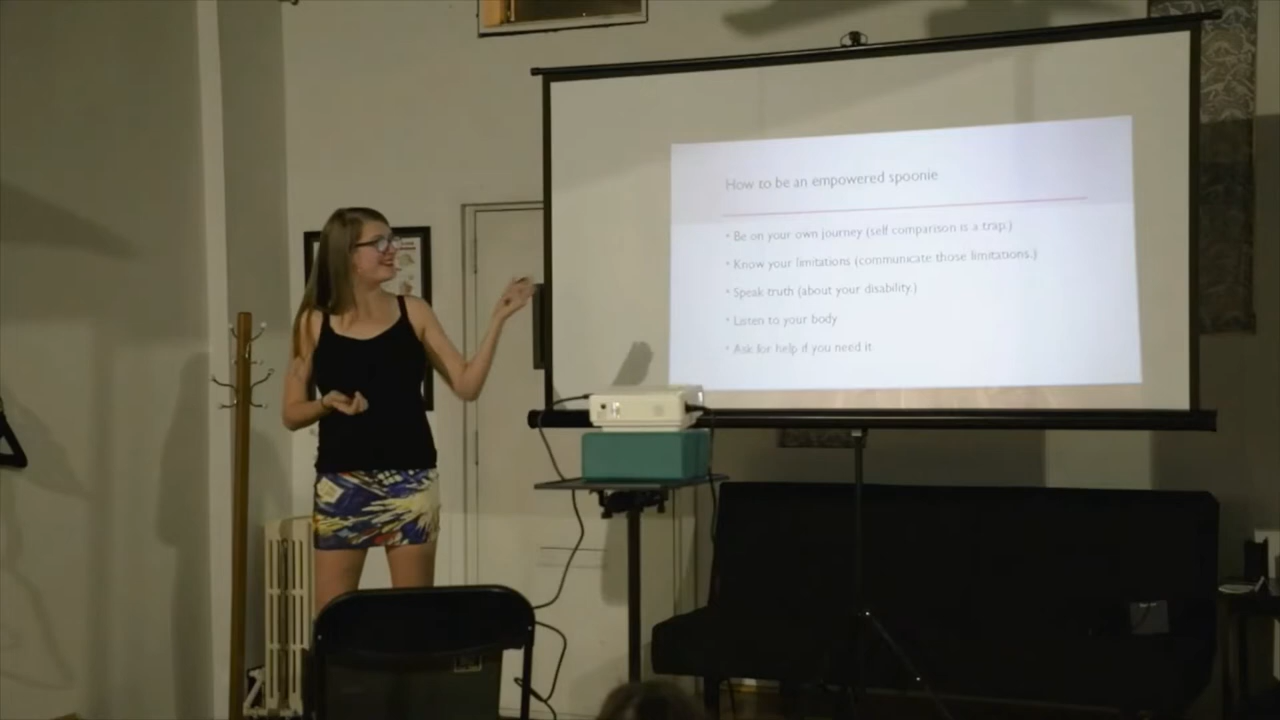 How to be an empowered spoonie
• Be on your own journey (self comparison is a trap.)
• Know your limitations (communicate those limitations.)
• Speak truth (about your disability.)
• Listen to your body
• Ask for help if you need it